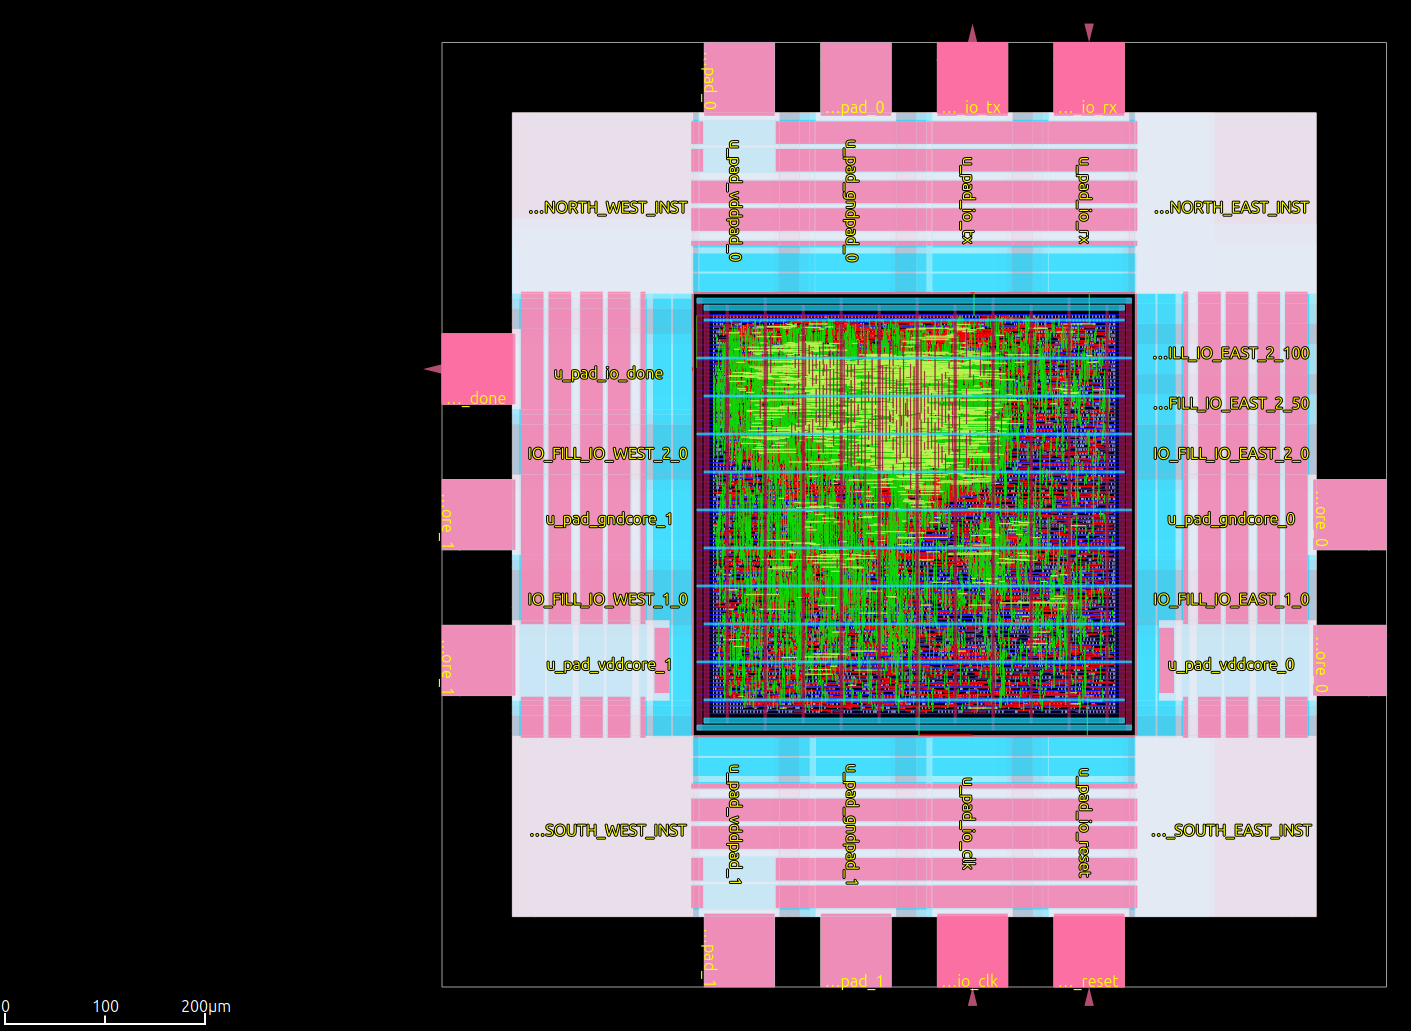 ...pad_0
...pad_0
..._io_tx
..._io_rx
u_pad_vddpad_0
u_pad_gndpad_0
u_pad_io_tx
u_pad_io_rx
...NORTH_WEST_INST
...NORTH_EAST_INST
u_pad_io_done
..._done
...ILL_IO_EAST_2_100
...FILL_IO_EAST_2_50
IO_FILL_IO_WEST_2_0
IO_FILL_IO_EAST_2_0
...ore_1
u_pad_gndcore_1
u_pad_gndcore_0
...ore_0
IO_FILL_IO_WEST_1_0
IO_FILL_IO_EAST_1_0
...ore_1
u_pad_vddcore_1
u_pad_vddcore_0
...ore_0
u_pad_vddpad_1
u_pad_gndpad_1
u_pad_io_clk
u_pad_io_reset
...SOUTH_WEST_INST
..._SOUTH_EAST_INST
...pad_1
...pad_1
...io_clk
..._reset
0 100 200μm